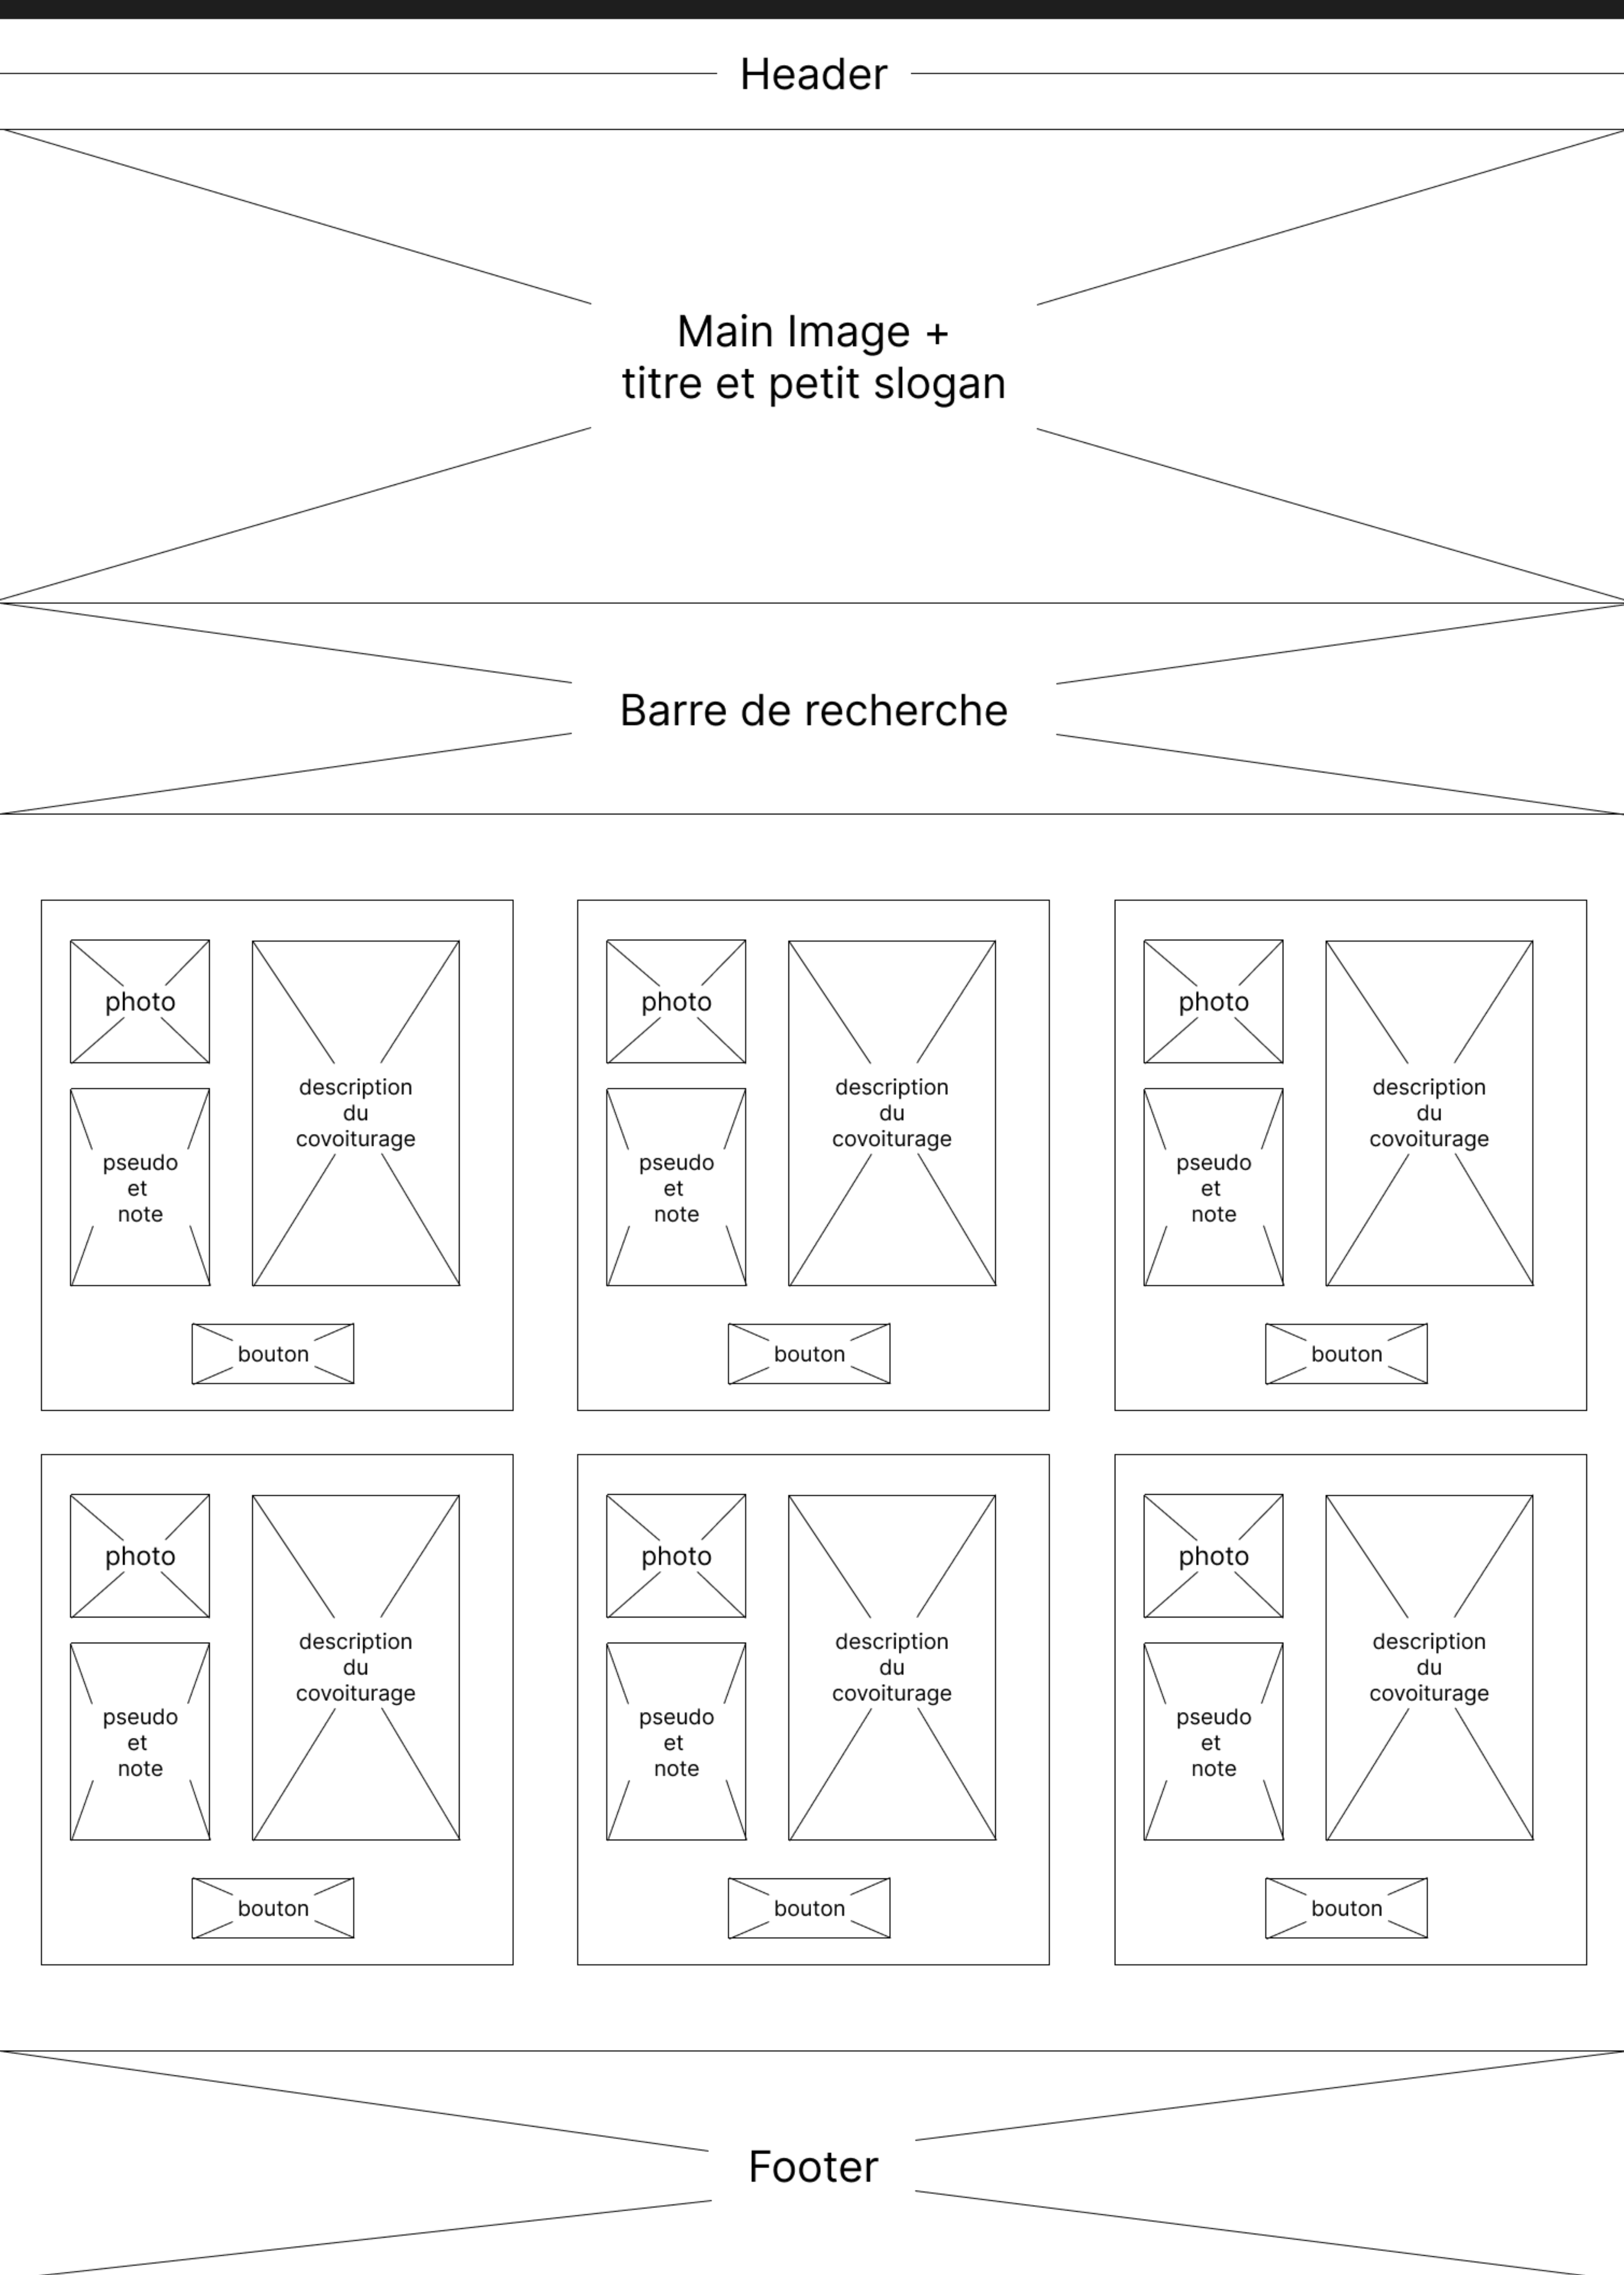 Header
Main Image +
titre et petit slogan
Barre de recherche
photo
description
du
covoiturage
pseudo
et
note
bouton
photo
description
du
covoiturage
pseudo
et
note
bouton
photo
description
du
covoiturage
pseudo
et
note
bouton
photo
description
du
covoiturage
pseudo
et
note
bouton
photo
description
du
covoiturage
pseudo
et
note
bouton
photo
description
du
covoiturage
pseudo
et
note
bouton
Footer